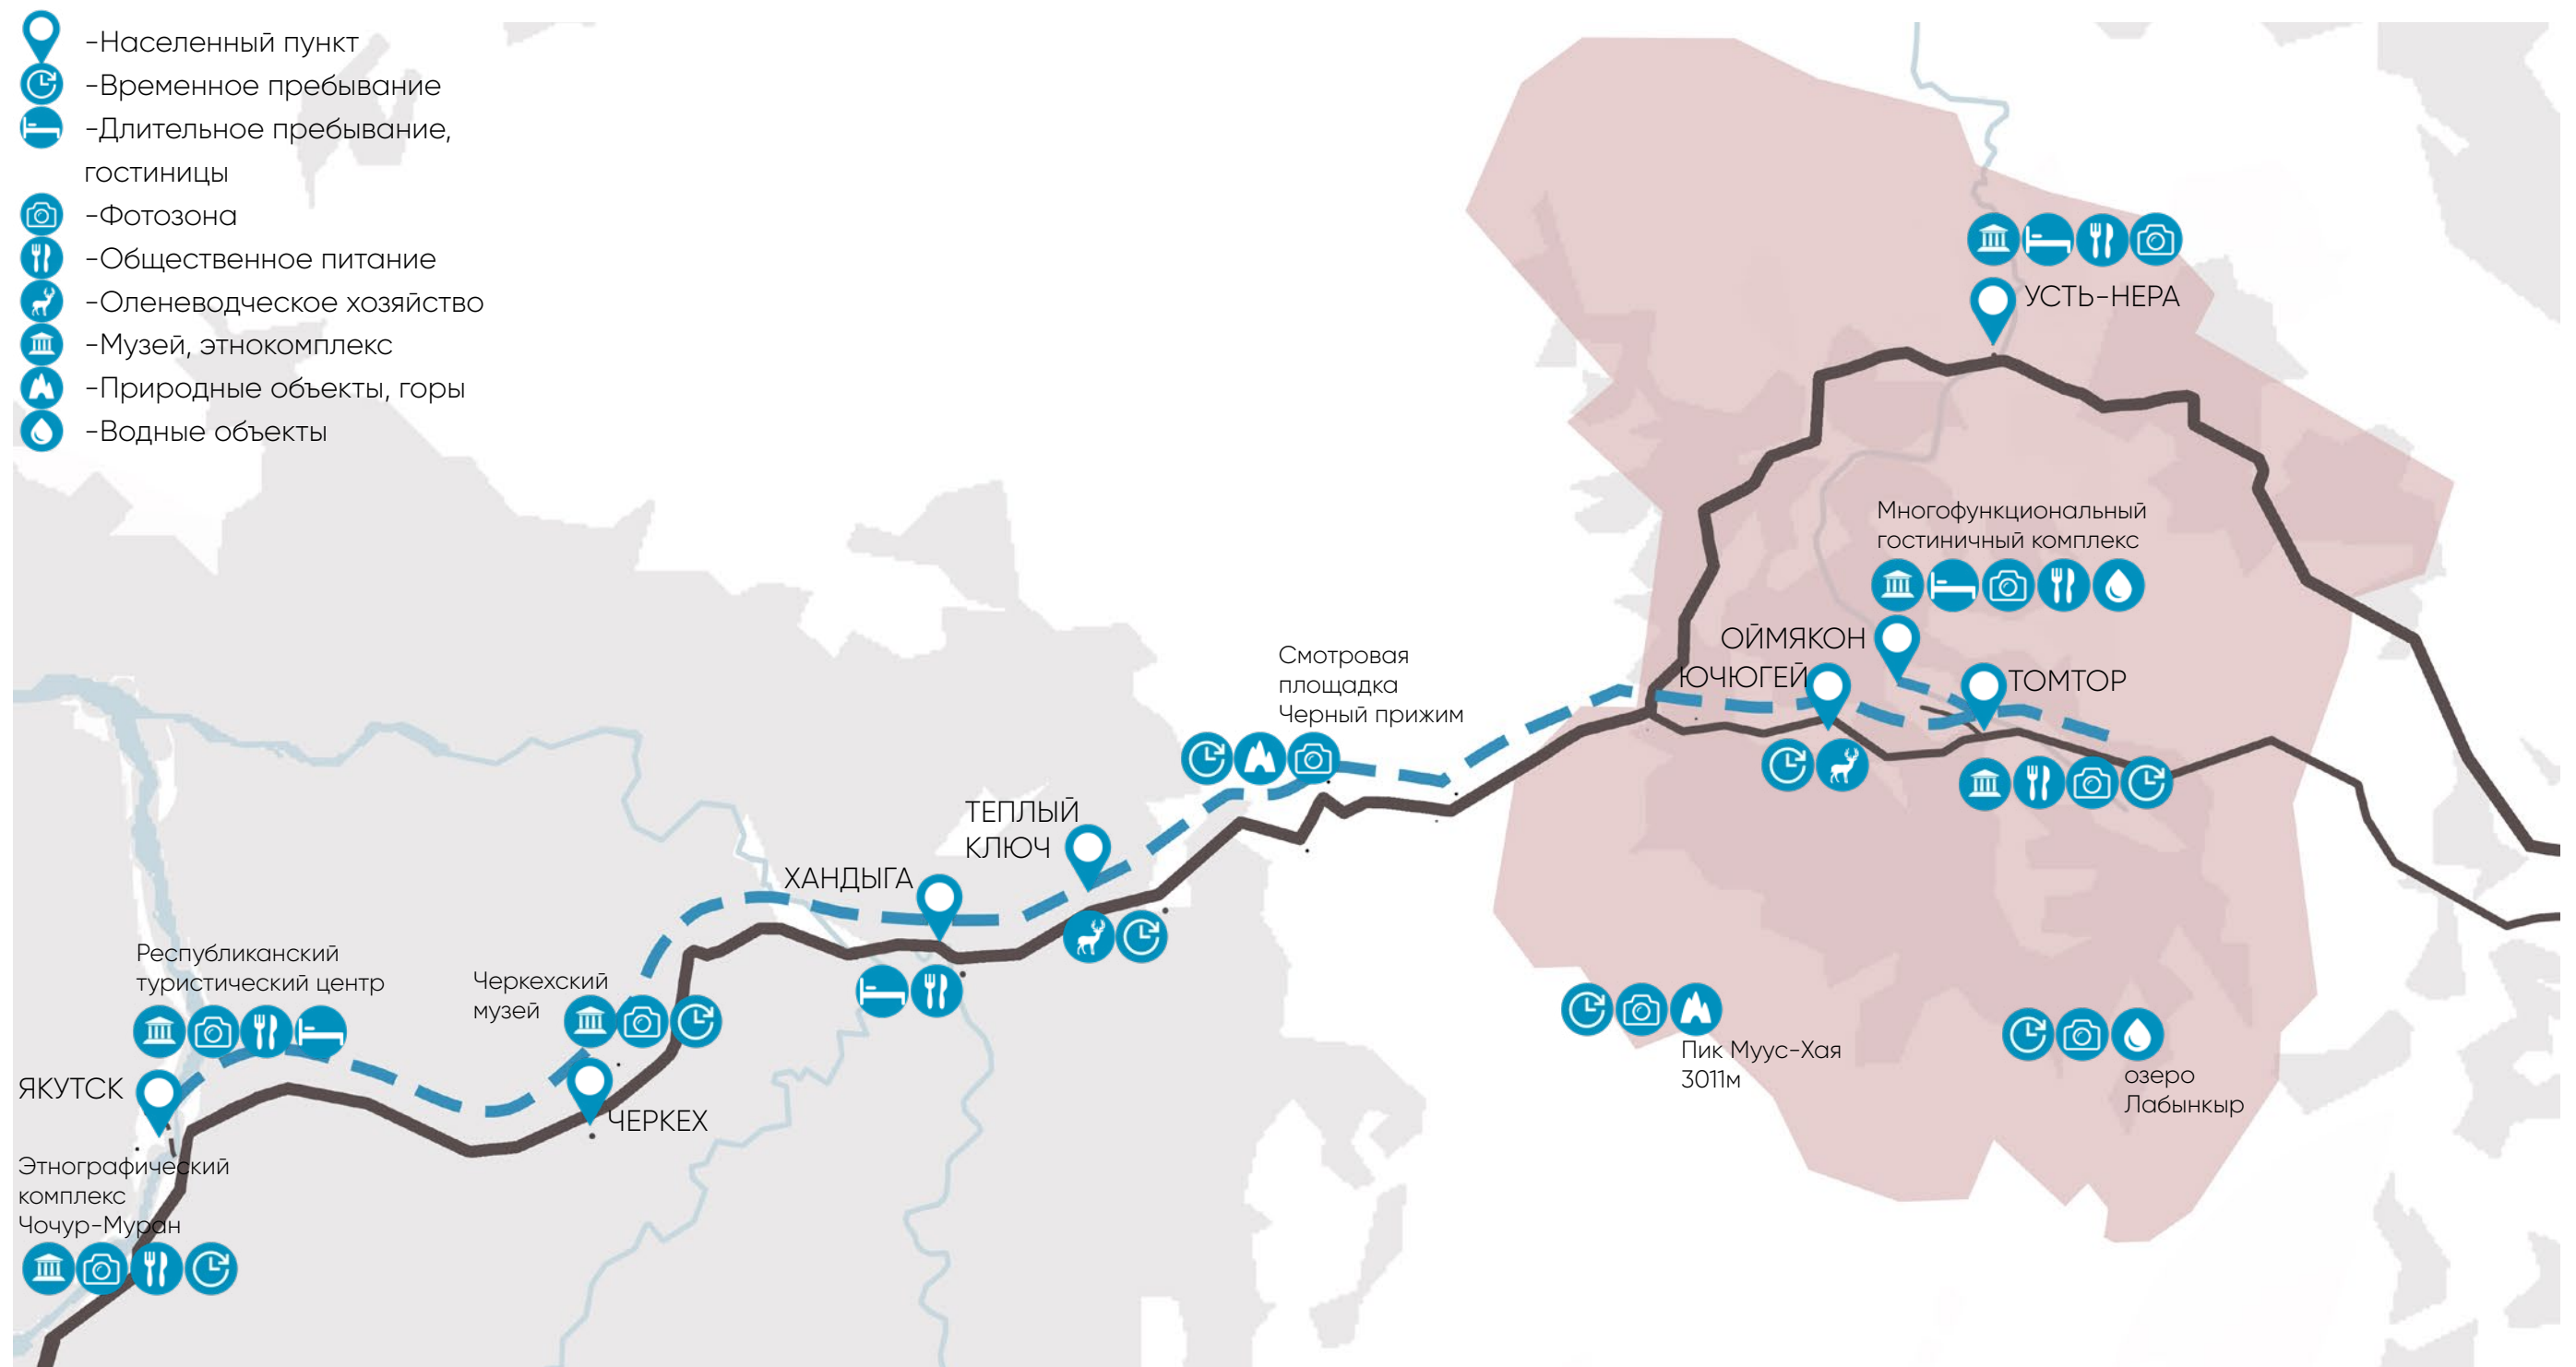 -Населенный пункт
-Временное пребывание
-Длительное пребывание,
гостиницы
-Фотозона
-Общественное питание
-Оленеводческое хозяйство
-Музей, этнокомплекс
-Природные объекты, горы
-Водные объекты
УСТЬ-НЕРА
Многофункциональный
гостиничный комплекс
ОЙМЯКОН
ЮЧЮГЕЙ
ТОМТОР
Смотровая
площадка
Черный прижим
ТЕПЛЫЙ
КЛЮЧ
ХАНДЫГА
Республиканский
туристический центр
Черкехский
музей
ЯКУТСК
ЧЕРКЕХ
Этнографический
комплекс
Чочур-Муран
Пик Муус-Хая
3011м
озеро
Лабынкыр